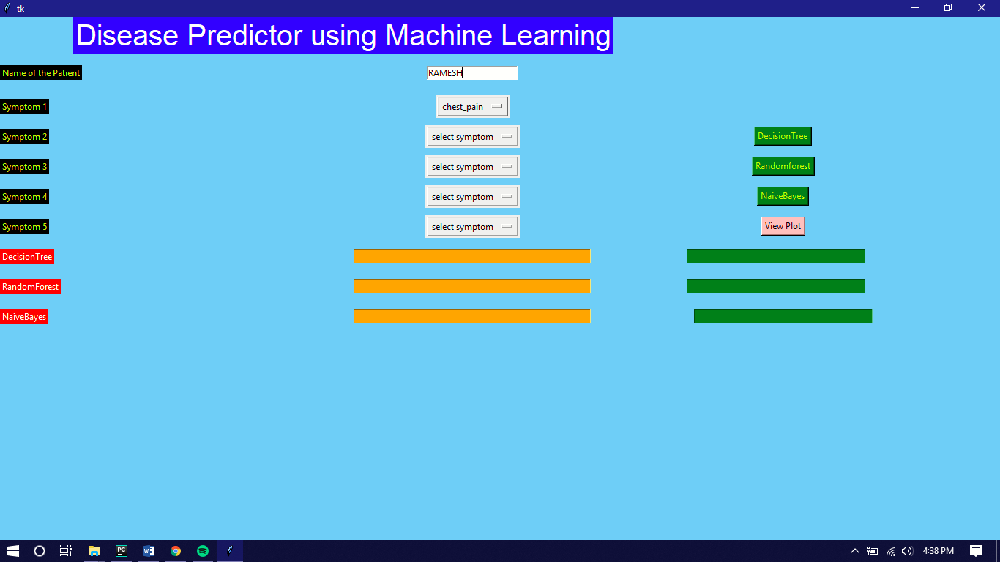 tk
Disease Predictor using Machine Learning
Name of the Patient RAMESH
Symptom 1 chest_pain
Symptom 2 select symptom DecisionTree
Symptom 3 select symptom Randomforest
Symptom 4 select symptom NaiveBayes
Symptom 5 select symptom View Plot
DecisionTree
RandomForest
NaiveBayes
PC W 4:38 PM